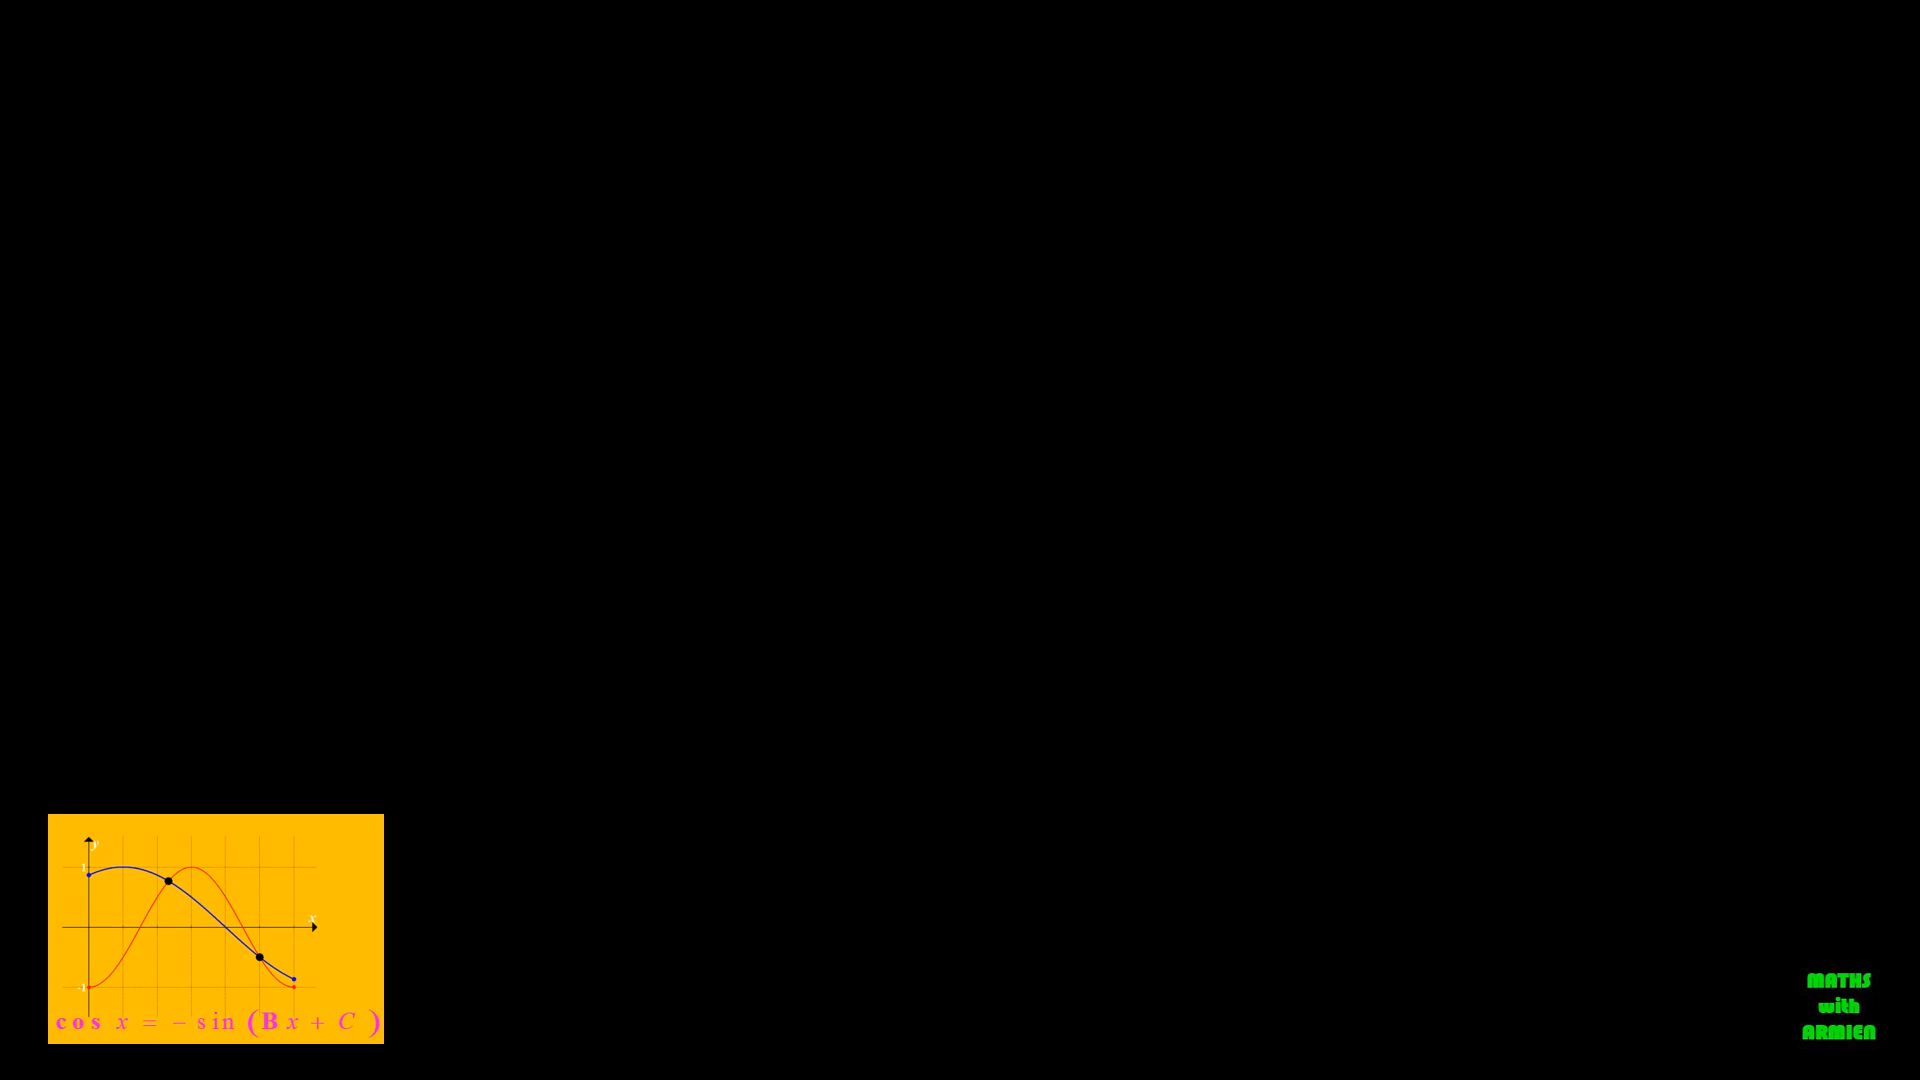 y
1
x
-1
cos x = − sin (B x + C )
MATHS
with
ARMIEN